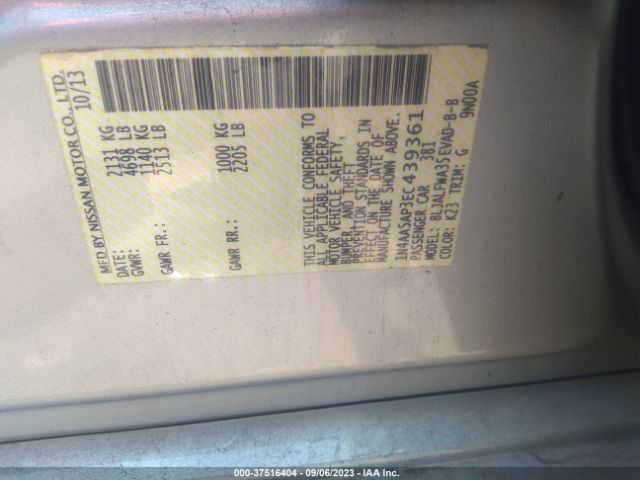 MFD BY NISSAN MOTOR CO., LTD.
DATE: 10/13
GVWR: 2131 KG
4698 LB
GAWR FR.: 1140 KG
2513 LB
GAWR RR.: 1000 KG
2205 LB
THIS VEHICLE CONFORMS TO
ALL APPLICABLE FEDERAL
MOTOR VEHICLE SAFETY,
BUMPER, AND THEFT
PREVENTION STANDARDS IN
EFFECT ON THE DATE OF
MANUFACTURE SHOWN ABOVE.
1N4AA5AP3EC439361
PASSENGER CAR 381
MODEL: BLJALFWA35EVAD-B-B
COLOR: K23 TRIM: G 9N00A
000-37516404 - 09/06/2023 - IAA Inc.